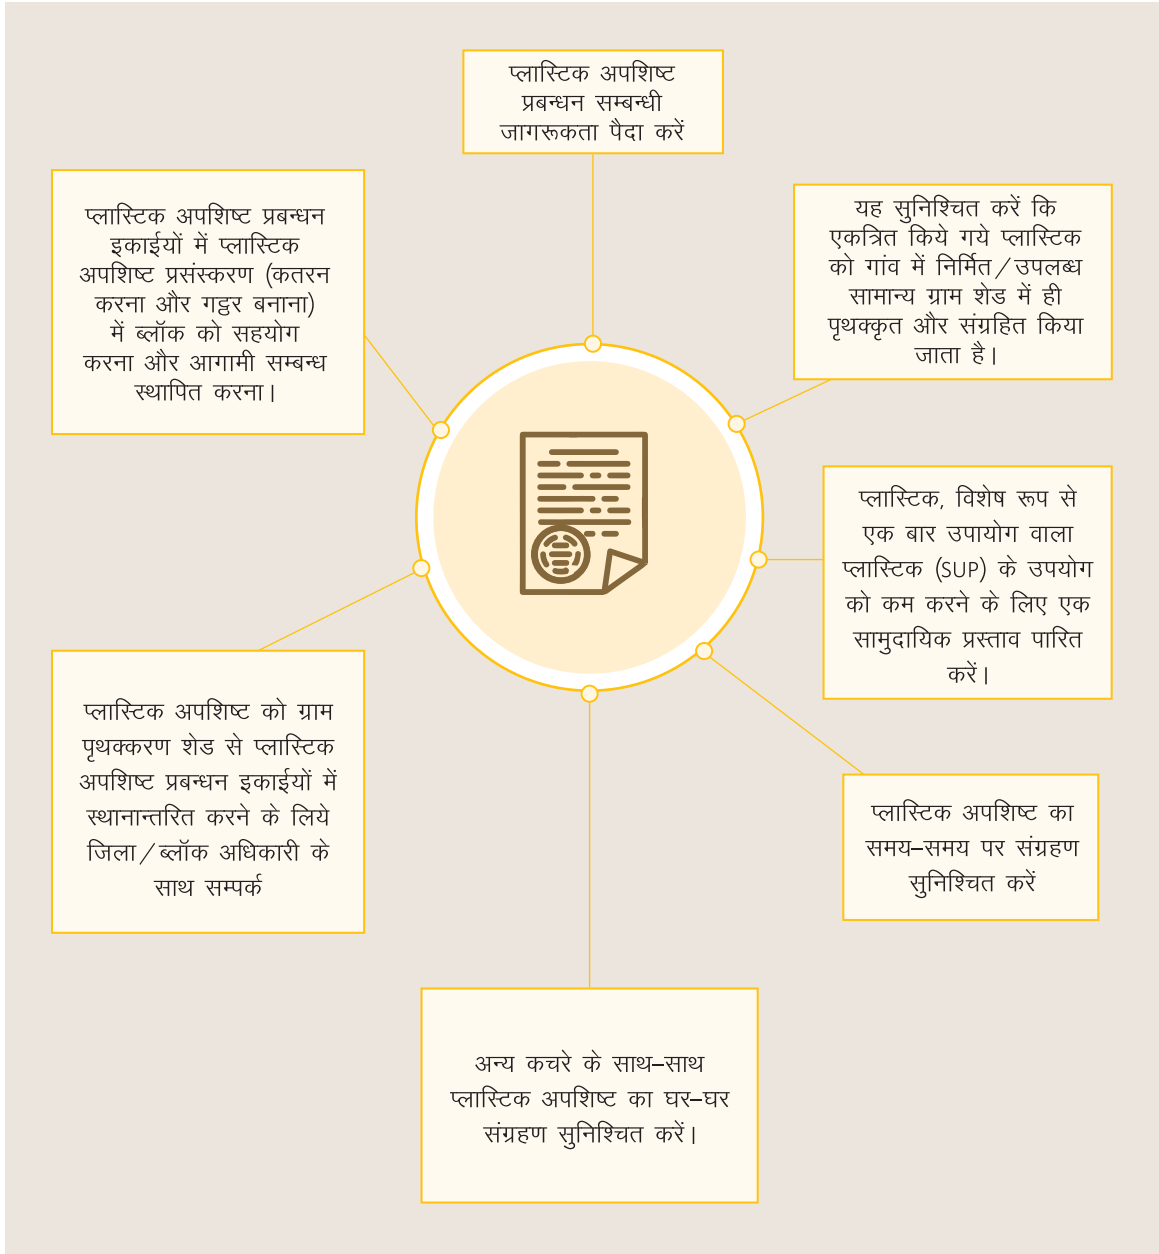 प्लास्टिक अपशिष्ट
प्रबन्धन सम्बन्धी
जागरूकता पैदा करें
यह सुनिश्चित करें कि
एकत्रित किये गये प्लास्टिक
को गांव में निर्मित/उपलब्ध
सामान्य ग्राम शेड में ही
पृथक्कृत और संग्रहित किया
जाता है।
प्लास्टिक, विशेष रूप से
एक बार उपायोग वाला
प्लास्टिक (SUP) के उपयोग
को कम करने के लिए एक
सामुदायिक प्रस्ताव पारित
करें।
प्लास्टिक अपशिष्ट का
समय–समय पर संग्रहण
सुनिश्चित करें
अन्य कचरे के साथ–साथ
प्लास्टिक अपशिष्ट का घर–घर
संग्रहण सुनिश्चित करें।
प्लास्टिक अपशिष्ट को ग्राम
पृथक्करण शेड से प्लास्टिक
अपशिष्ट प्रबन्धन इकाईयों में
स्थानान्तरित करने के लिये
जिला/ब्लॉक अधिकारी के
साथ सम्पर्क
प्लास्टिक अपशिष्ट प्रबन्धन
इकाईयों में प्लास्टिक
अपशिष्ट प्रसंस्करण (कतरन
करना और गट्ठर बनाना)
में ब्लॉक को सहयोग
करना और आगामी सम्बन्ध
स्थापित करना।